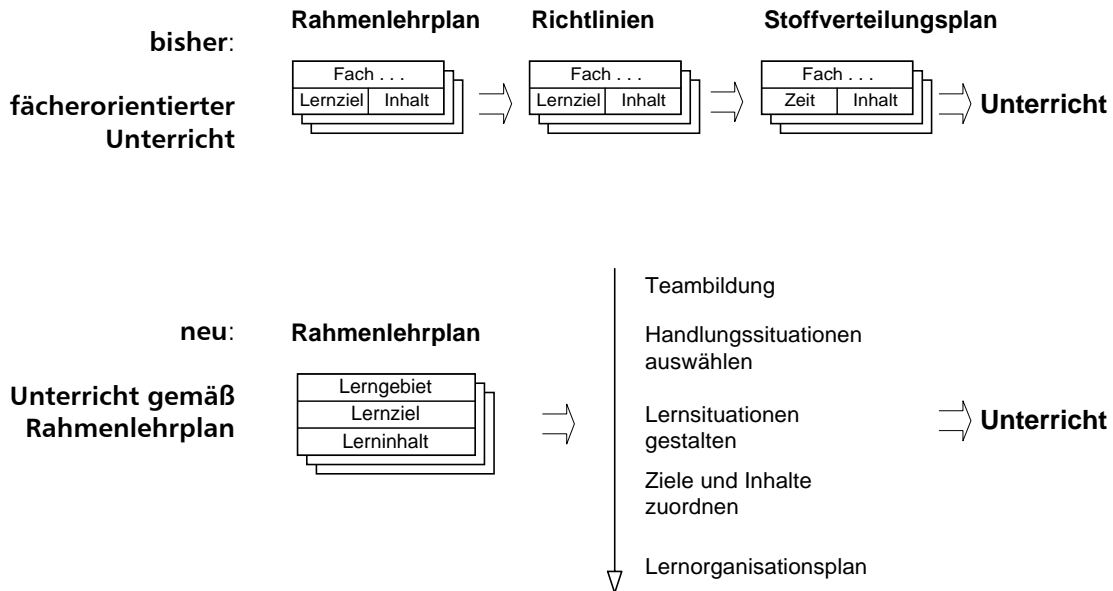 Rahmenlehrplan
Richtlinien
Stoffverteilungsplan
bisher:
fächerorientierter
Unterricht
Fach . . .
Lernziel
Inhalt
Fach . . .
Lernziel
Inhalt
Fach . . .
Zeit
Inhalt
Unterricht
neu:
Unterricht gemäß
Rahmenlehrplan
Rahmenlehrplan
Lerngebiet
Lernziel
Lerninhalt
Teambildung
Handlungssituationen
auswählen
Lernsituationen
gestalten
Ziele und Inhalte
zuordnen
Lernorganisationsplan
Unterricht